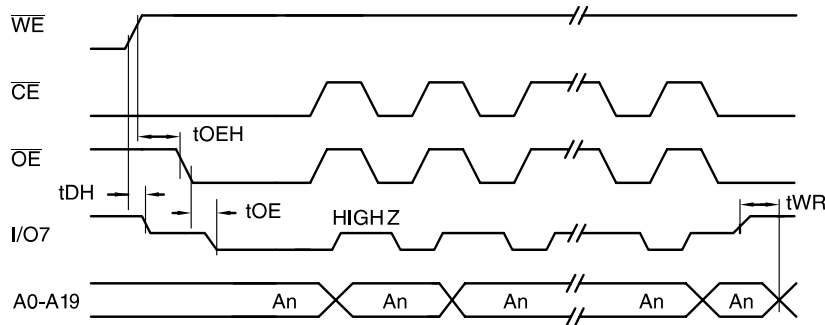 WE
CE
tOEH
OE
tDH
tOE
HIGH Z
tWR
I/O7
A0-A19 An An An An An